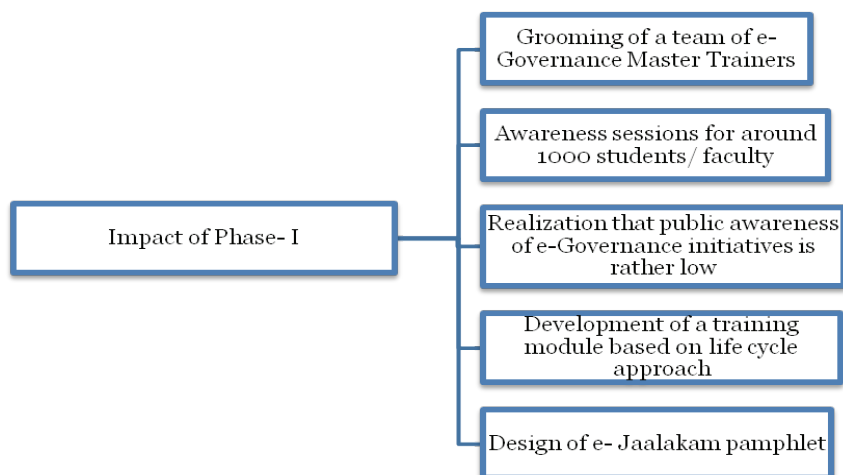 Grooming of a team of e-
Governance Master Trainers
Awareness sessions for around
1000 students/ faculty
Impact of Phase- I
Realization that public awareness
of e-Governance initiatives is
rather low
Development of a training
module based on life cycle
approach
Design of e- Jaalakam pamphlet